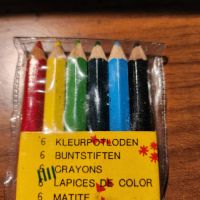 6 KLEURPOTLODEN
6 BUNTSTIFTEN
6 CRAYONS
6 LAPICES DE COLOR
6 MATITE